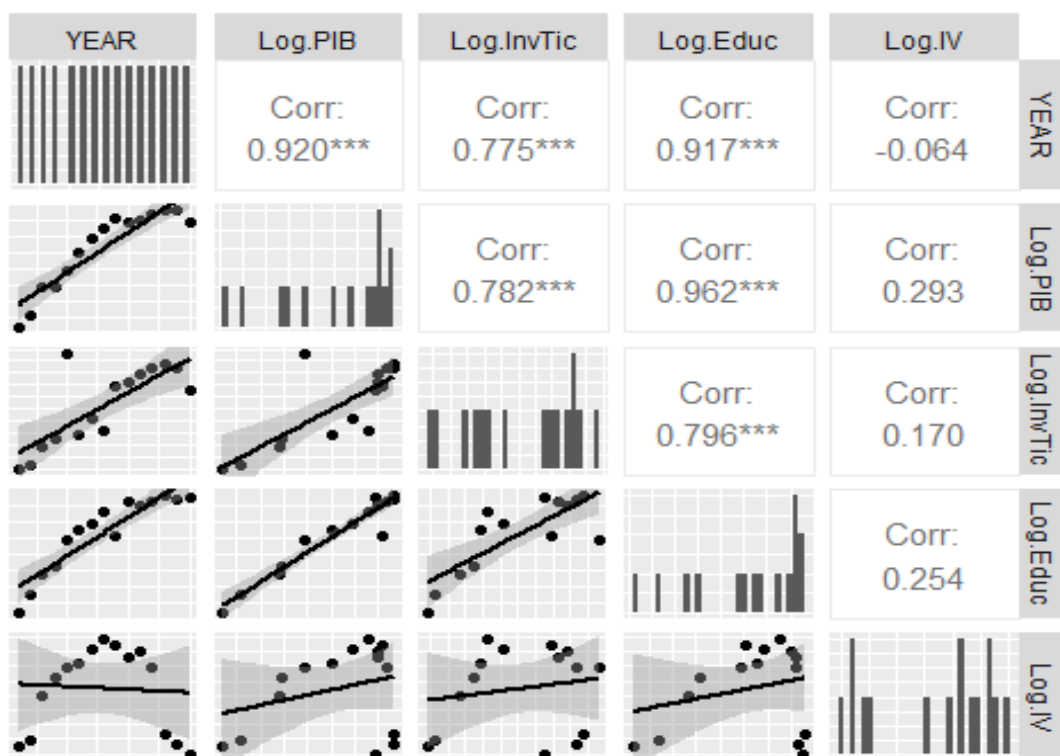 YEAR
Log.PIB
Log.InvTic
Log.Educ
Log.IV
Corr:
0.920***
Corr:
0.775***
Corr:
0.917***
Corr:
-0.064
YEAR
Corr:
0.782***
Corr:
0.962***
Corr:
0.293
Log.PIB
Corr:
0.796***
Corr:
0.170
Log.InvTic
Corr:
0.254
Log.Educ
Log.IV